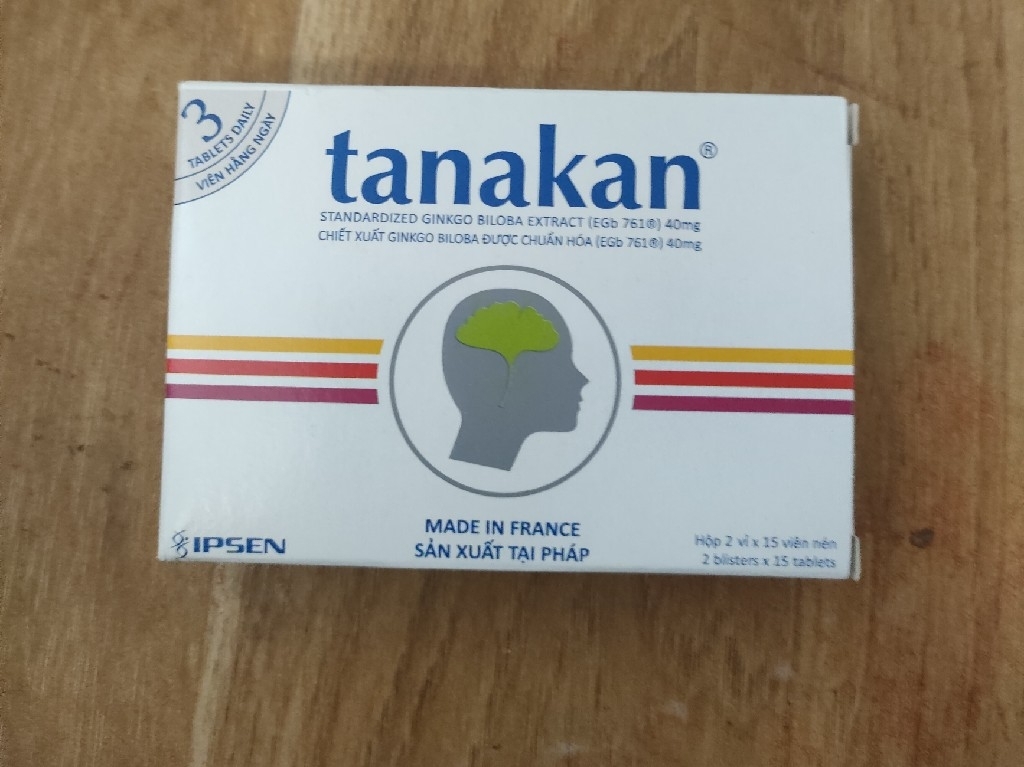 3
TABLETS DAILY
VIÊN HẰNG NGÀY
tanakan®
STANDARDIZED GINKGO BILOBA EXTRACT (EGb 761®) 40mg
CHIẾT XUẤT GINKGO BILOBA ĐƯỢC CHUẨN HÓA (EGb 761®) 40mg
MADE IN FRANCE
SẢN XUẤT TẠI PHÁP
IPSEN
Hộp 2 vỉ x 15 viên nén
2 blisters x 15 tablets